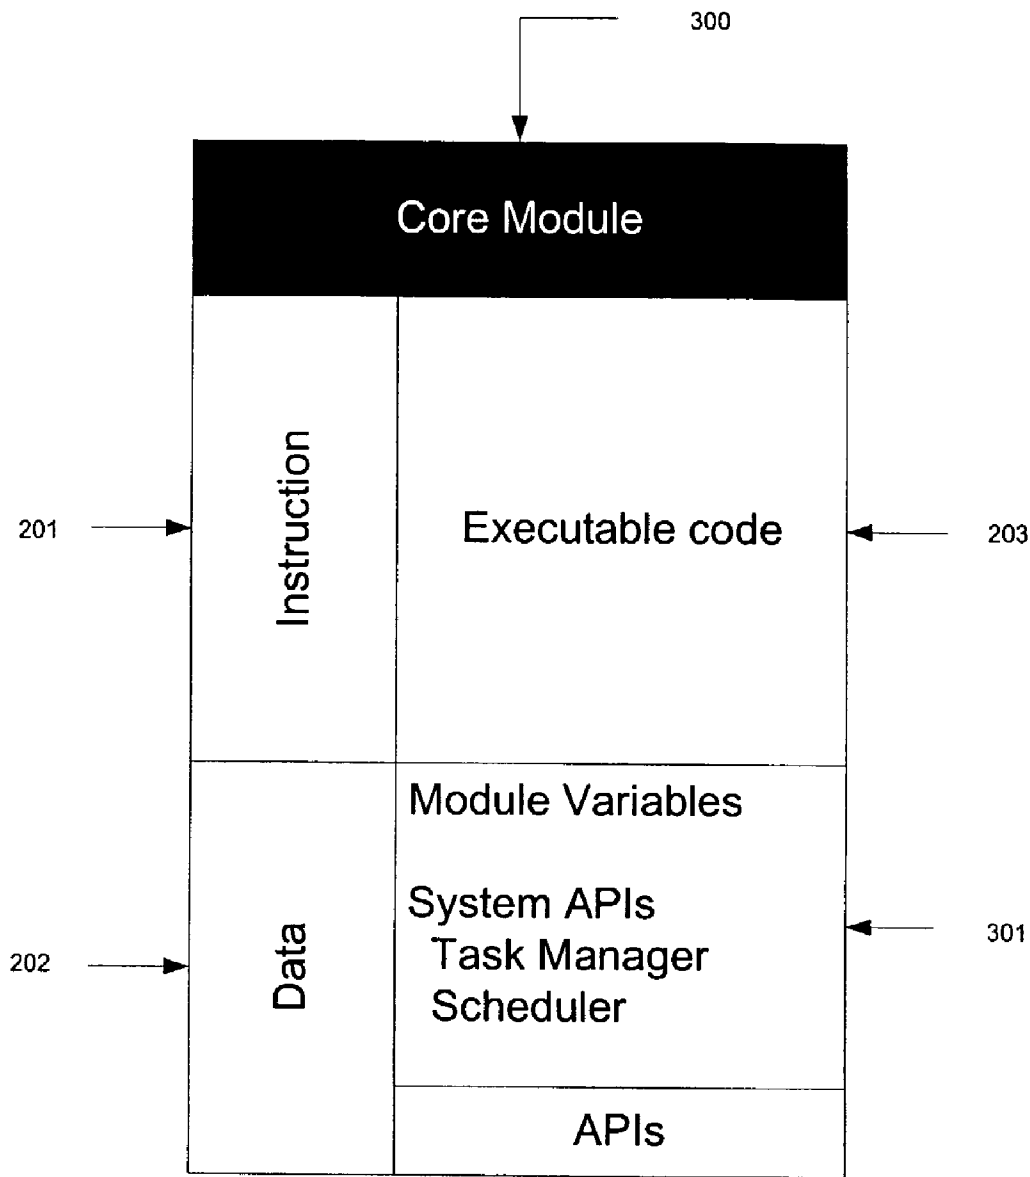 300
Core Module
201
Instruction
Executable code
203
Module Variables
System APIs
Task Manager
Scheduler
301
202
Data
APIs